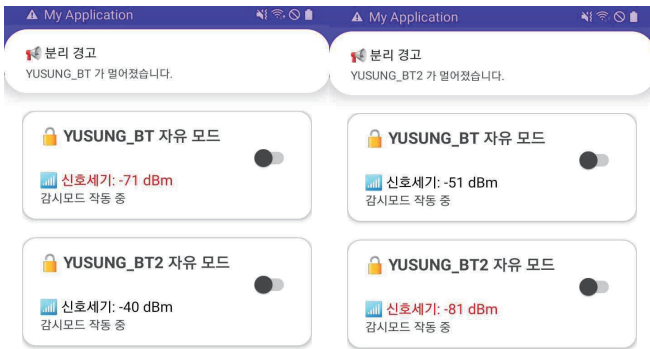 My Application
분리 경고
YUSUNG_BT 가 멀어졌습니다.
YUSUNG_BT 자유 모드
신호세기: -71 dBm
감시모드 작동 중
YUSUNG_BT2 자유 모드
신호세기: -40 dBm
감시모드 작동 중
My Application
분리 경고
YUSUNG_BT2 가 멀어졌습니다.
YUSUNG_BT 자유 모드
신호세기: -51 dBm
감시모드 작동 중
YUSUNG_BT2 자유 모드
신호세기: -81 dBm
감시모드 작동 중